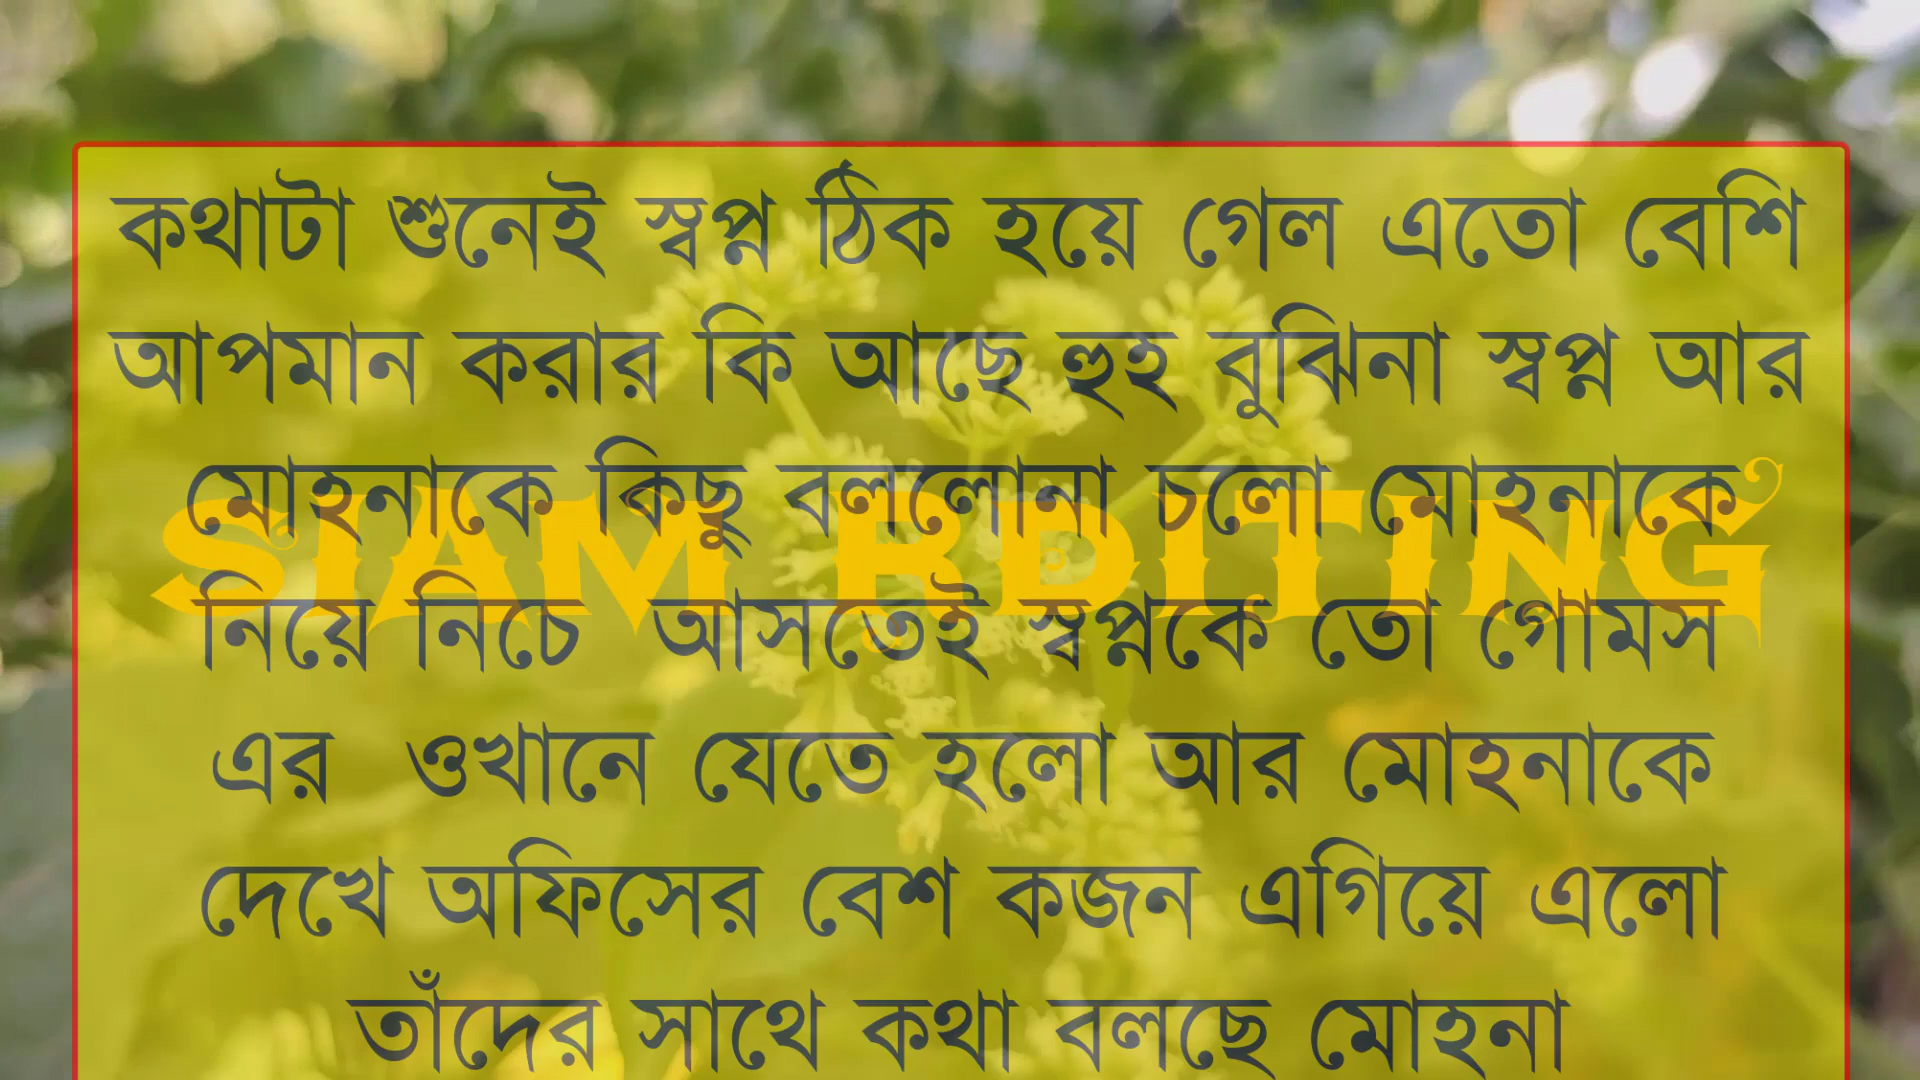 কথাটা শুনেই স্বপ্ন ঠিক হয়ে গেল এতো বেশি
আপমান করার কি আছে হুহ বুঝিনা স্বপ্ন আর
মোহনাকে কিছু বললোনা চলো মোহনাকে
SIAM RDITING
নিয়ে নিচে আসতেই স্বপ্নকে তো গোমস
এর ওখানে যেতে হলো আর মোহনাকে
দেখে অফিসের বেশ কজন এগিয়ে এলো
তাঁদের সাথে কথা বলছে মোহনা